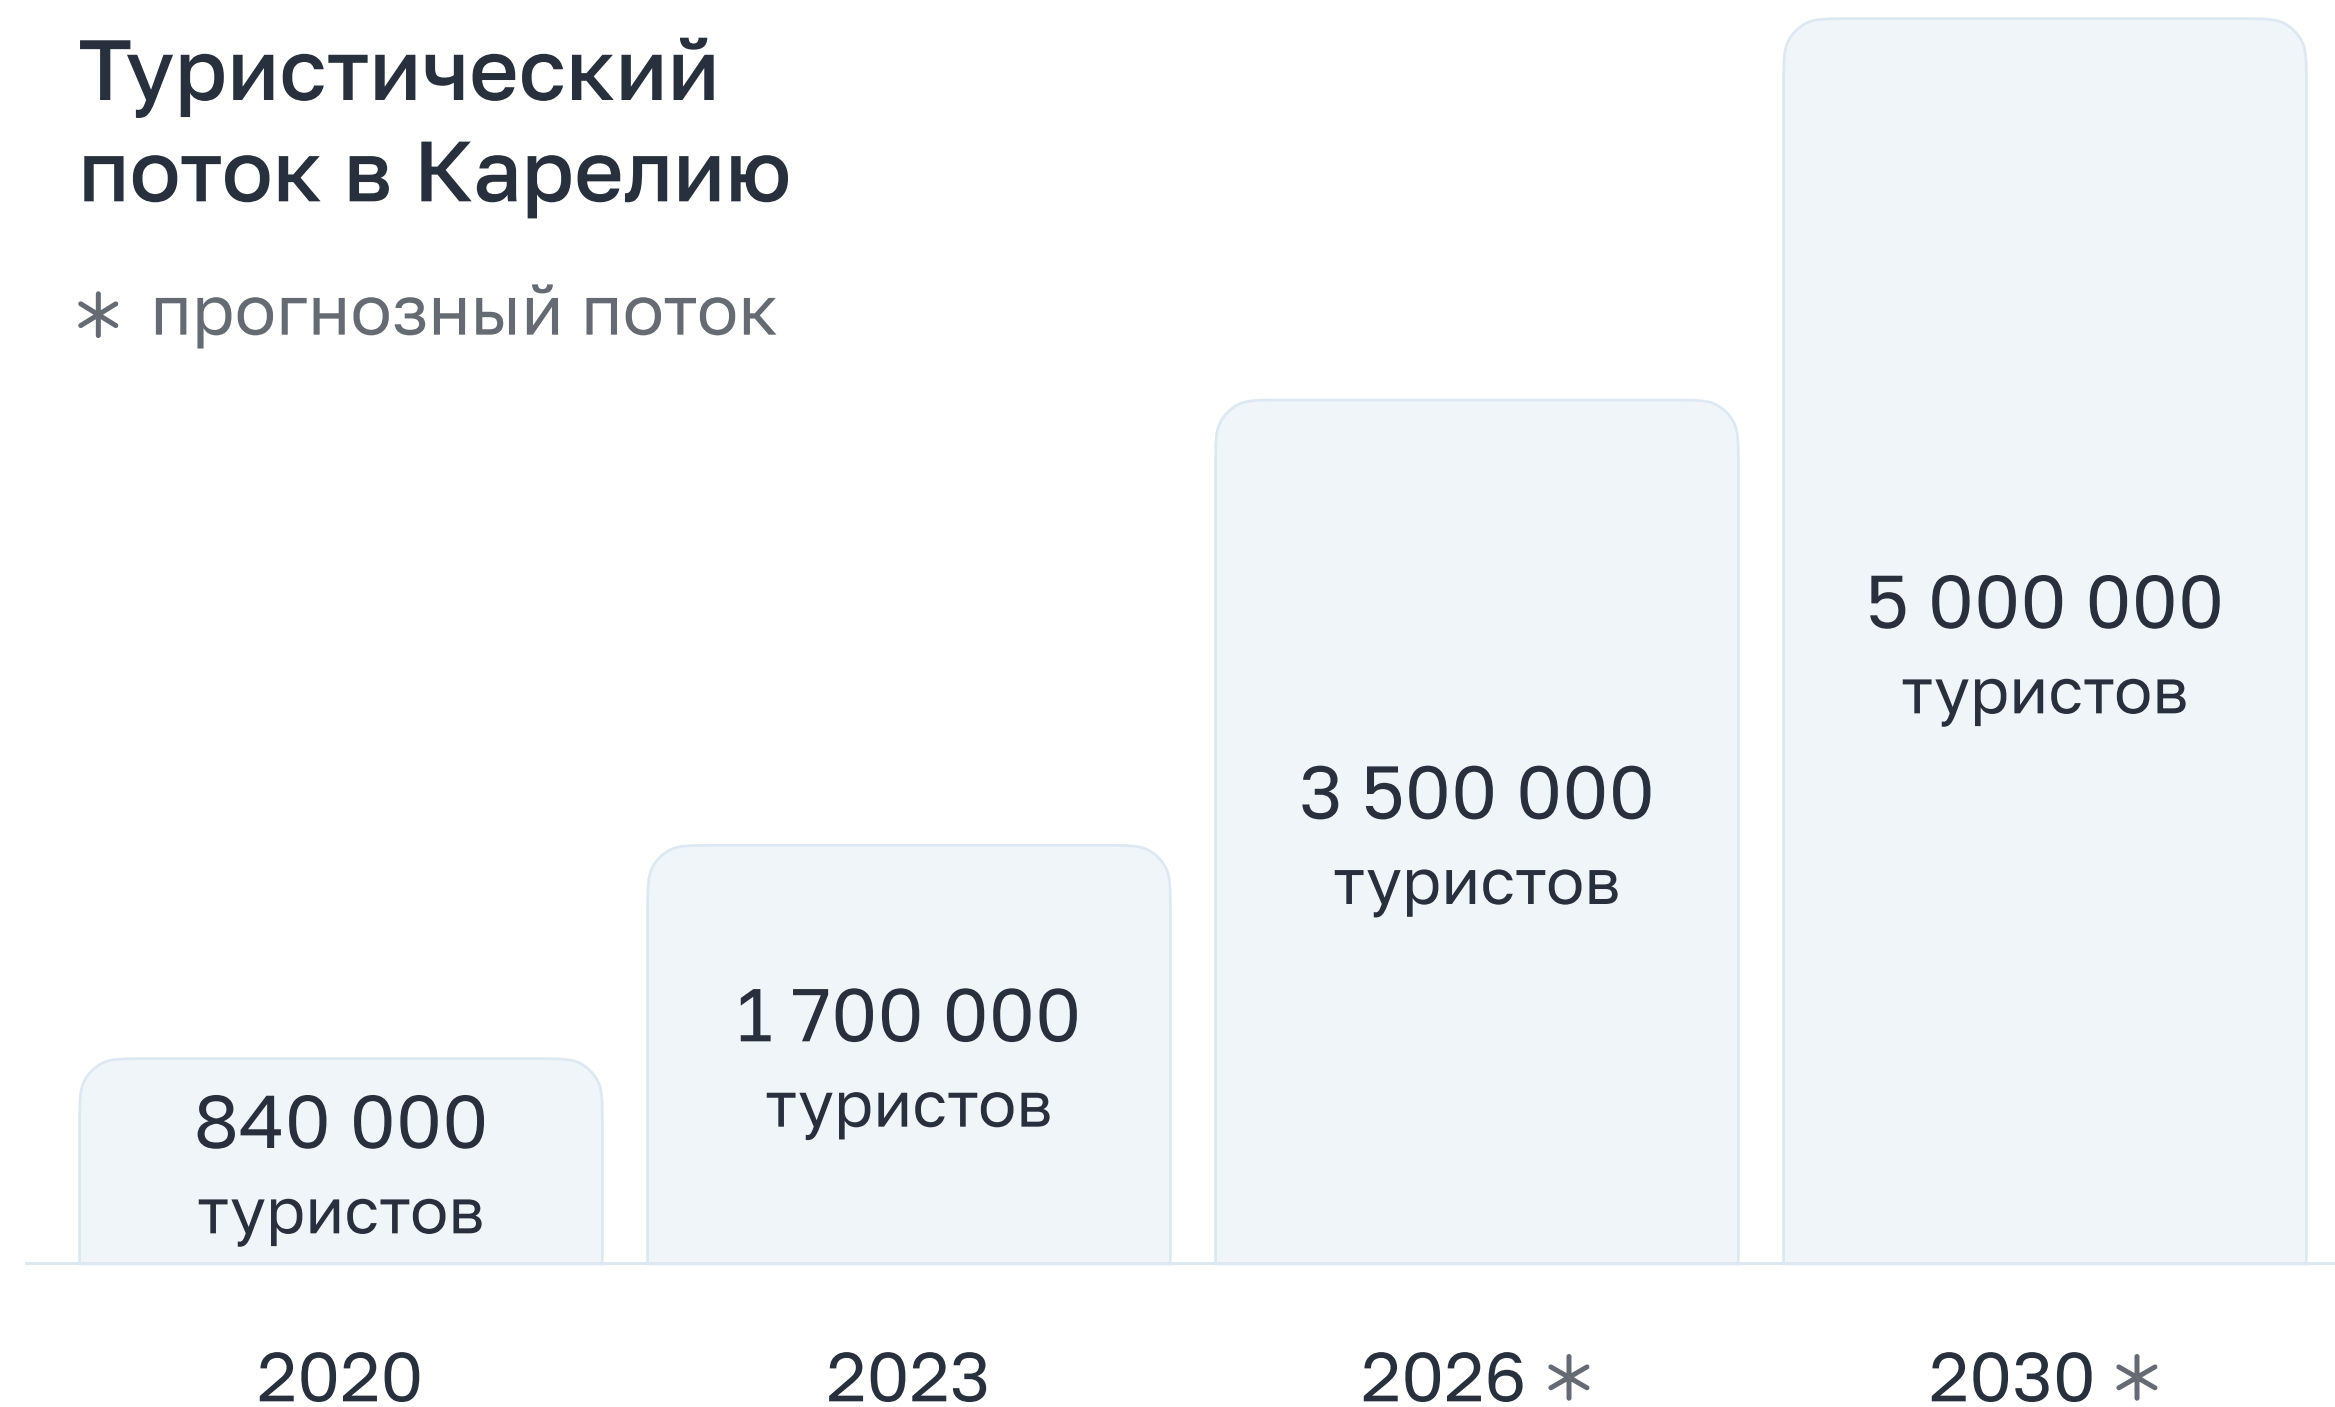 Туристический
поток в Карелию
* прогнозный поток
840 000
туристов
1 700 000
туристов
3 500 000
туристов
5 000 000
туристов
2020
2023
2026 *
2030 *